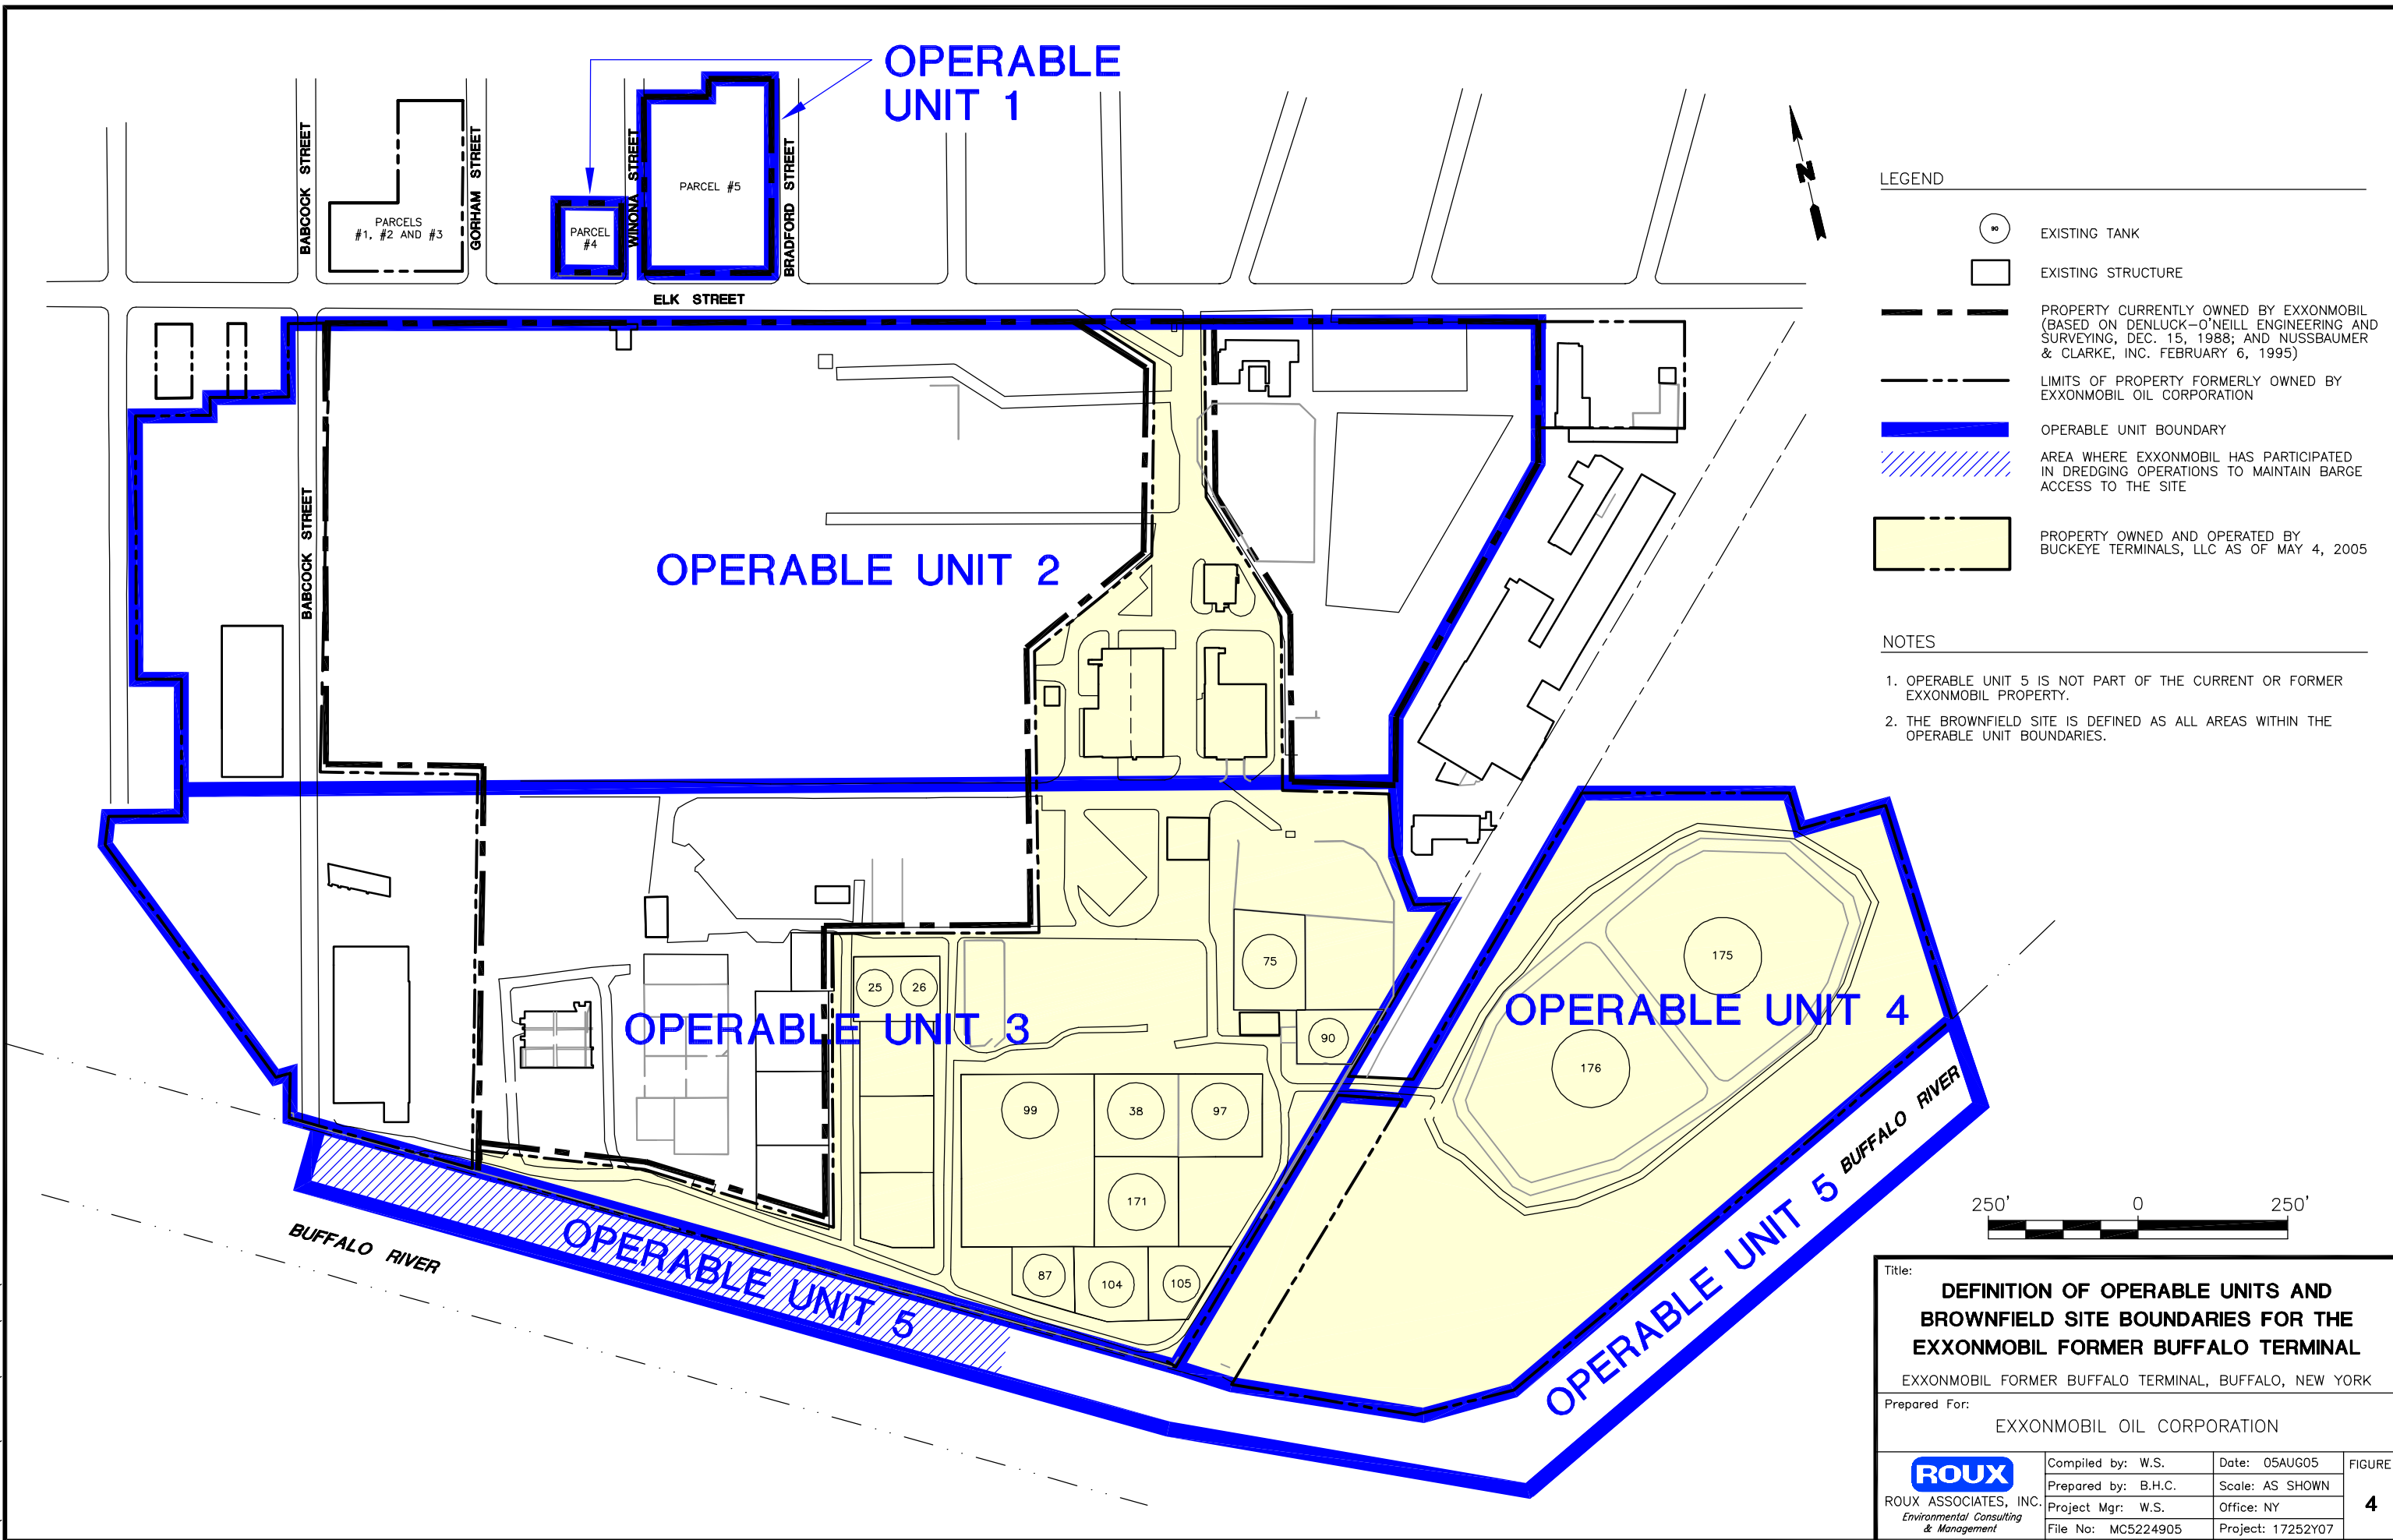 OPERABLE
UNIT 1
BABCOCK STREET
GORHAM STREET
WINONA STREET
BRADFORD STREET
PARCELS
#1, #2 AND #3
PARCEL
#4
PARCEL #5
ELK STREET
N
BABCOCK STREET
OPERABLE UNIT 2
OPERABLE UNIT 3
OPERABLE UNIT 4
25
26
75
90
175
176
99
38
97
171
87
104
105
BUFFALO RIVER
OPERABLE UNIT 5
OPERABLE UNIT 5
BUFFALO RIVER
LEGEND
90
EXISTING TANK
EXISTING STRUCTURE
PROPERTY CURRENTLY OWNED BY EXXONMOBIL
(BASED ON DENLUCK-O'NEILL ENGINEERING AND
SURVEYING, DEC. 15, 1988; AND NUSSBAUMER
& CLARKE, INC. FEBRUARY 6, 1995)
LIMITS OF PROPERTY FORMERLY OWNED BY
EXXONMOBIL OIL CORPORATION
OPERABLE UNIT BOUNDARY
AREA WHERE EXXONMOBIL HAS PARTICIPATED
IN DREDGING OPERATIONS TO MAINTAIN BARGE
ACCESS TO THE SITE
PROPERTY OWNED AND OPERATED BY
BUCKEYE TERMINALS, LLC AS OF MAY 4, 2005
NOTES
1. OPERABLE UNIT 5 IS NOT PART OF THE CURRENT OR FORMER
EXXONMOBIL PROPERTY.
2. THE BROWNFIELD SITE IS DEFINED AS ALL AREAS WITHIN THE
OPERABLE UNIT BOUNDARIES.
250' 0 250'
Title:
DEFINITION OF OPERABLE UNITS AND
BROWNFIELD SITE BOUNDARIES FOR THE
EXXONMOBIL FORMER BUFFALO TERMINAL
EXXONMOBIL FORMER BUFFALO TERMINAL, BUFFALO, NEW YORK
Prepared For:
EXXONMOBIL OIL CORPORATION
ROUX
ROUX ASSOCIATES, INC.
Environmental Consulting
& Management
Compiled by: W.S.
Date: 05AUG05
Prepared by: B.H.C.
Scale: AS SHOWN
Project Mgr: W.S.
Office: NY
File No: MC5224905
Project: 17252Y07
FIGURE
4